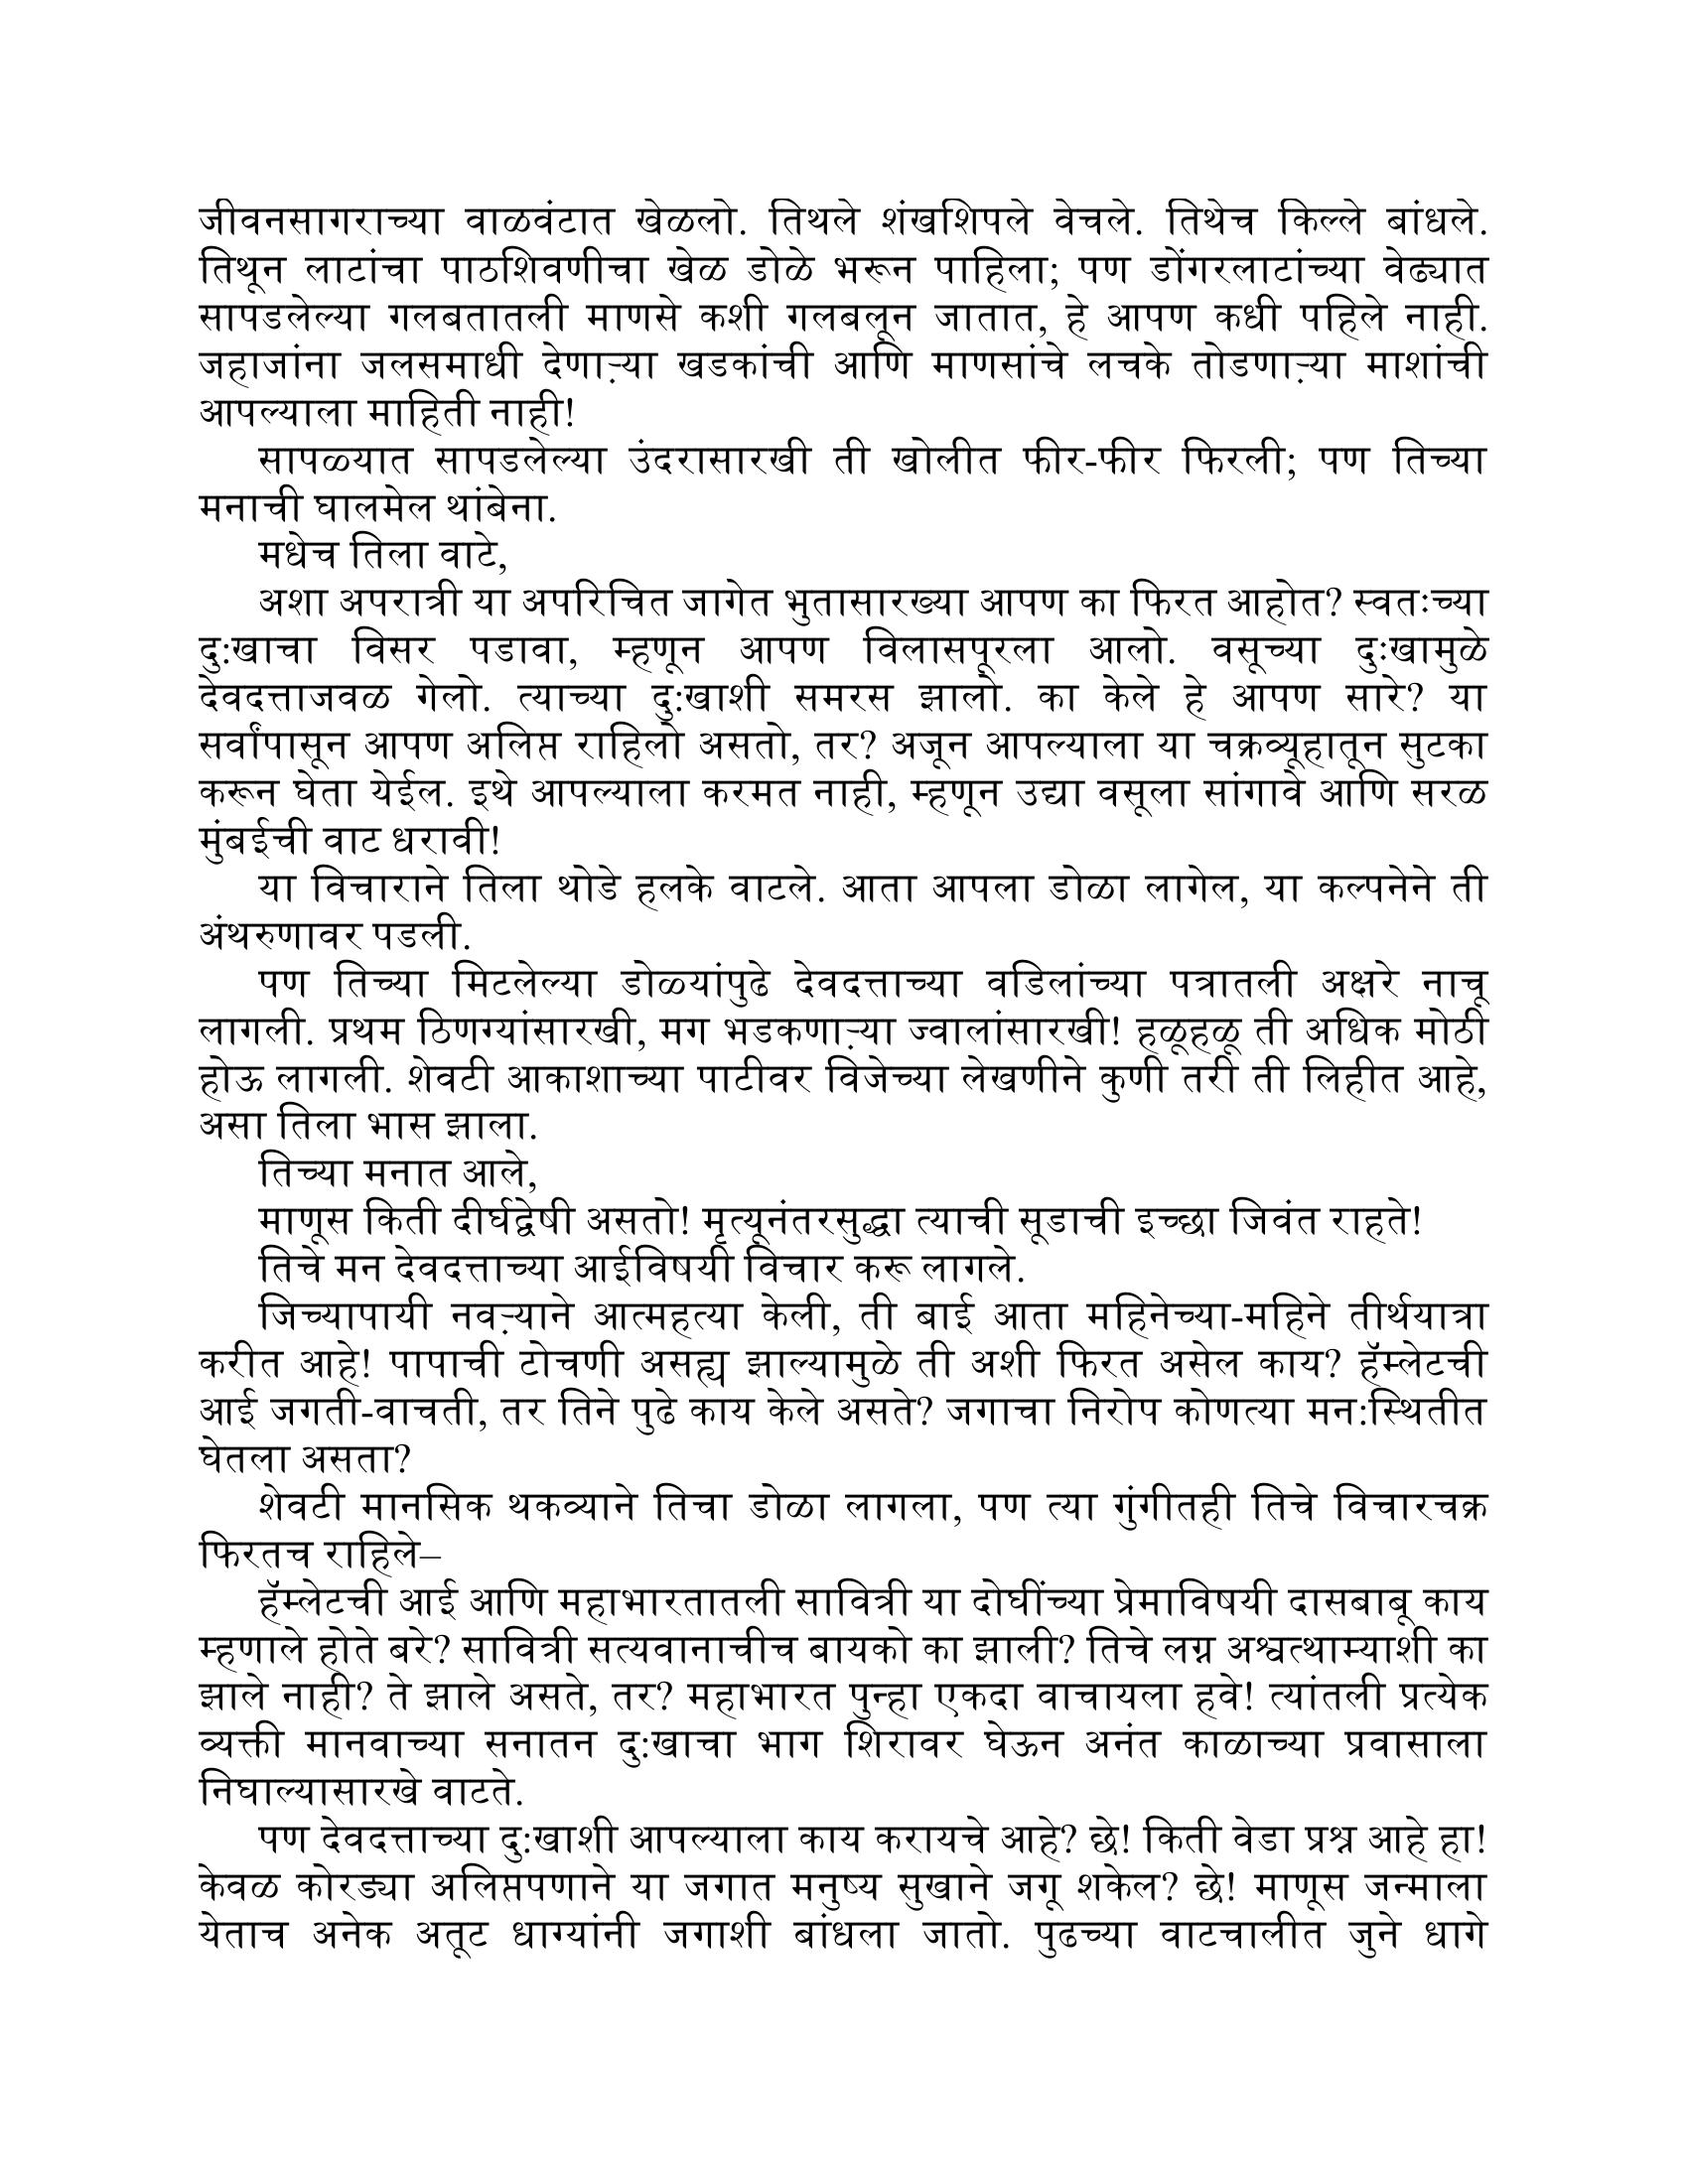 जीवनसागराच्या वाळवंटात खेळलो. तिथले शंखशिपले वेचले. तिथेच किल्ले बांधले.
तिथून लाटांचा पाठशिवणीचा खेळ डोळे भरून पाहिला; पण डोंगरलाटांच्या वेढ्यात
सापडलेल्या गलबतातली माणसे कशी गलबलून जातात, हे आपण कधी पहिले नाही.
जहाजांना जलसमाधी देणाऱ्या खडकांची आणि माणसांचे लचके तोडणाऱ्या माशांची
आपल्याला माहिती नाही!
सापळ्यात सापडलेल्या उंदरासारखी ती खोलीत फीर-फीर फिरली; पण तिच्या
मनाची घालमेल थांबेना.
मधेच तिला वाटे,
अशा अपरात्री या अपरिचित जागेत भुतासारख्या आपण का फिरत आहोत? स्वतःच्या
दु:खाचा विसर पडावा, म्हणून आपण विलासपूरला आलो. वसूच्या दुःखामुळे
देवदत्ताजवळ गेलो. त्याच्या दु:खाशी समरस झालो. का केले हे आपण सारे? या
सर्वांपासून आपण अलिप्त राहिलो असतो, तर? अजून आपल्याला या चक्रव्यूहातून सुटका
करून घेता येईल. इथे आपल्याला करमत नाही, म्हणून उद्या वसूला सांगावे आणि सरळ
मुंबईची वाट धरावी!
या विचाराने तिला थोडे हलके वाटले. आता आपला डोळा लागेल, या कल्पनेने ती
अंथरुणावर पडली.
पण तिच्या मिटलेल्या डोळ्यांपुढे देवदत्ताच्या वडिलांच्या पत्रातली अक्षरे नाचू
लागली. प्रथम ठिणग्यांसारखी, मग भडकणाऱ्या ज्वालांसारखी! हळूहळू ती अधिक मोठी
होऊ लागली. शेवटी आकाशाच्या पाटीवर विजेच्या लेखणीने कुणी तरी ती लिहीत आहे,
असा तिला भास झाला.
तिच्या मनात आले,
माणूस किती दीर्घद्वेषी असतो! मृत्यूनंतरसुद्धा त्याची सूडाची इच्छा जिवंत राहते!
तिचे मन देवदत्ताच्या आईविषयी विचार करू लागले.
जिच्यापायी नवऱ्याने आत्महत्या केली, ती बाई आता महिनेच्या-महिने तीर्थयात्रा
करीत आहे! पापाची टोचणी असह्य झाल्यामुळे ती अशी फिरत असेल काय? हॅम्लेटची
आई जगती-वाचती, तर तिने पुढे काय केले असते? जगाचा निरोप कोणत्या मन:स्थितीत
घेतला असता?
शेवटी मानसिक थकव्याने तिचा डोळा लागला, पण त्या गुंगीतही तिचे विचारचक्र
फिरतच राहिले–
हॅम्लेटची आई आणि महाभारतातली सावित्री या दोघींच्या प्रेमाविषयी दासबाबू काय
म्हणाले होते बरे? सावित्री सत्यवानाचीच बायको का झाली? तिचे लग्न अश्वत्थाम्याशी का
झाले नाही? ते झाले असते, तर? महाभारत पुन्हा एकदा वाचायला हवे! त्यांतली प्रत्येक
व्यक्ती मानवाच्या सनातन दु:खाचा भाग शिरावर घेऊन अनंत काळाच्या प्रवासाला
निघाल्यासारखे वाटते.
पण देवदत्ताच्या दु:खाशी आपल्याला काय करायचे आहे? छे! किती वेडा प्रश्न आहे हा!
केवळ कोरड्या अलिप्तपणाने या जगात मनुष्य सुखाने जगू शकेल? छे! माणूस जन्माला
येताच अनेक अतूट धाग्यांनी जगाशी बांधला जातो. पुढच्या वाटचालीत जुने धागे